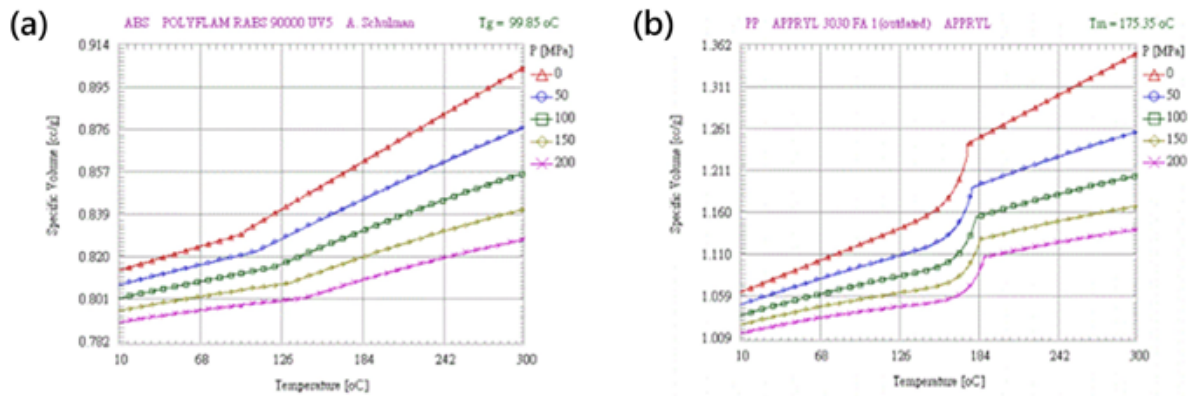 (a)
ABS POLYFLAM RABS 90000 UV5 A. Schulman Tg = 99.85 oC
P [MPa]
0
50
100
150
200
Specific Volume [cc/g]
0.914
0.895
0.876
0.857
0.839
0.820
0.801
0.782
10 68 126 184 242 300
Temperature [oC]
(b)
PP APPRYL 3030 FA 1(outdated) APPRYL Tm = 175.35 oC
P [MPa]
0
50
100
150
200
Specific Volume [cc/g]
1.362
1.311
1.261
1.211
1.160
1.110
1.059
1.009
10 68 126 184 242 300
Temperature [oC]